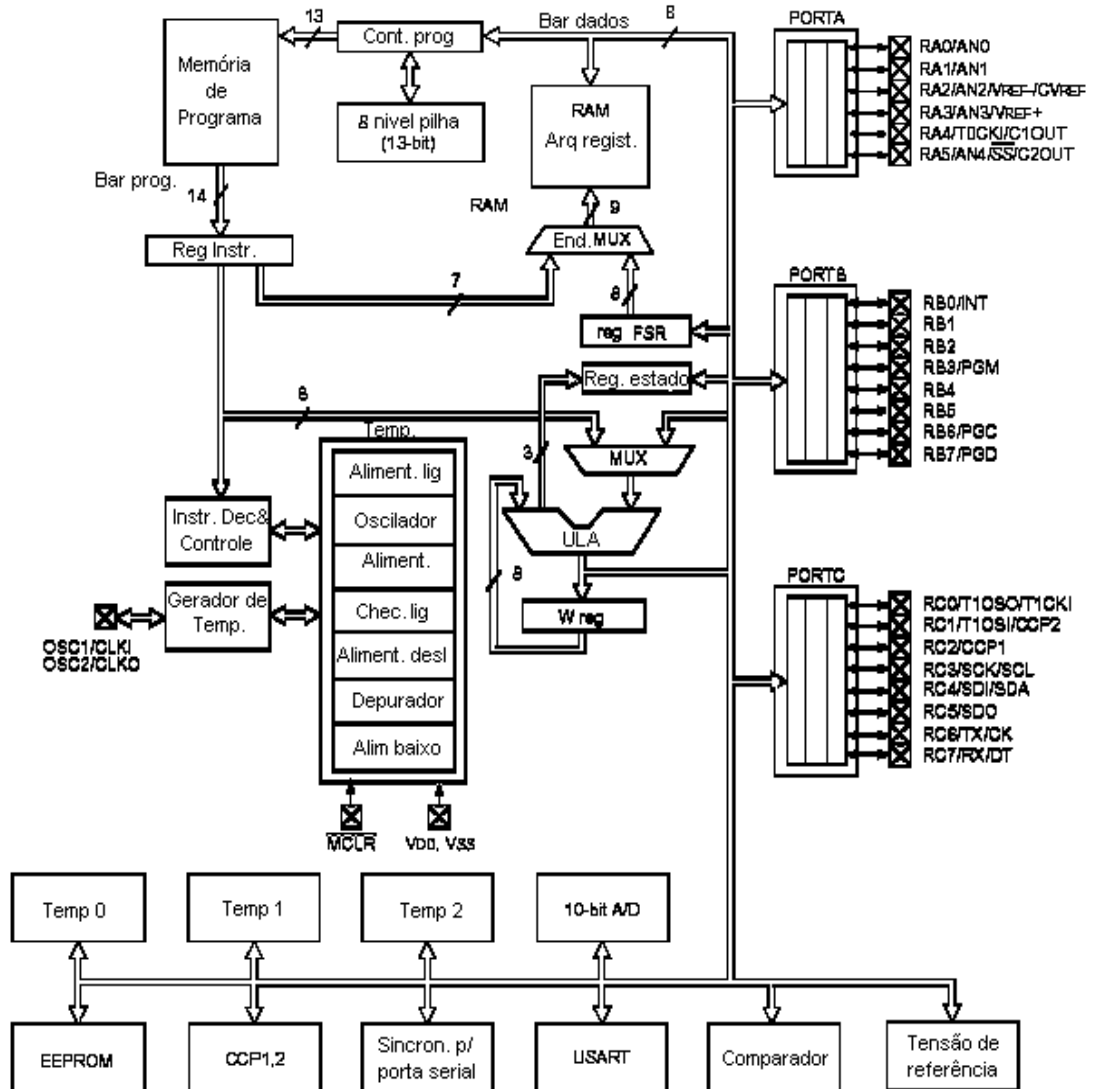 13
Bar dados
8
PORTA
Cont. prog
Memória
de
Programa
8 nivel pilha
(13-bit)
RAM
Arq regist.
RA0/AN0
RA1/AN1
RA2/AN2/VREF-/CVREF
RA3/AN3/VREF+
RA4/T0CKI/C1OUT
RA5/AN4/SS/C2OUT
Bar prog.
14
RAM
9
Reg Instr.
End. MUX
7
8
reg FSR
Reg. estado
PORTB
RB0/INT
RB1
RB2
RB3/PGM
RB4
RB5
RB6/PGC
RB7/PGD
8
Temp.
3
MUX
Aliment. lig
Oscilador
Aliment.
Chec. lig
Aliment. desl
Depurador
Alim baixo
Instr. Dec&
Controle
Gerador de
Temp.
OSC1/CLKI
OSC2/CLKO
ULA
8
W reg
PORTC
RC0/T1OSO/T1CKI
RC1/T1OSI/CCP2
RC2/CCP1
RC3/SCK/SCL
RC4/SDI/SDA
RC5/SDO
RC6/TX/CK
RC7/RX/DT
MCLR
VDD, VSS
Temp 0
Temp 1
Temp 2
10-bit A/D
EEPROM
CCP1,2
Sincron. p/
porta serial
USART
Comparador
Tensão de
referência